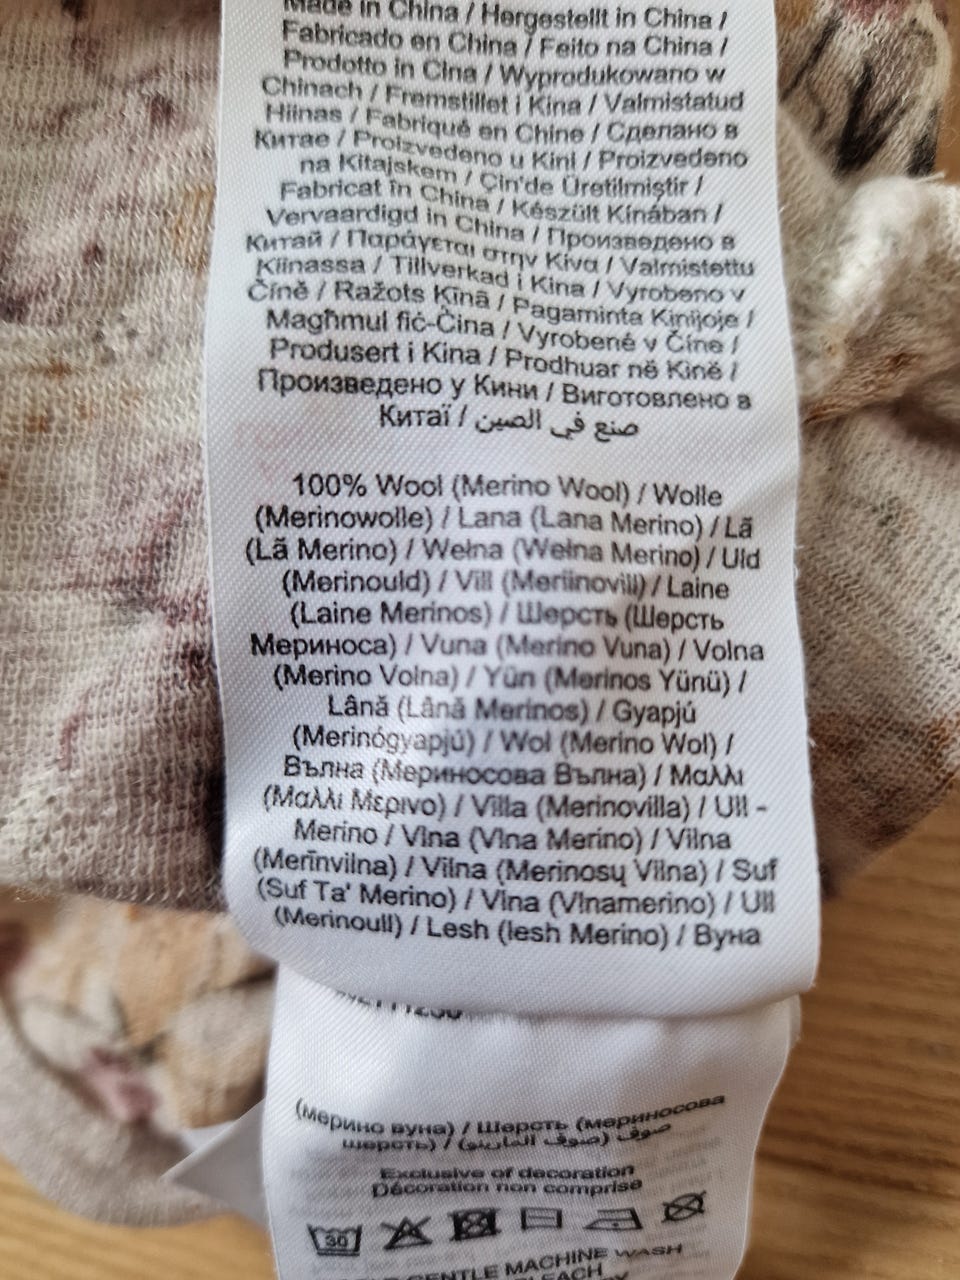 Made in China / Hergestellt in China /
Fabricado en China / Feito na China /
Prodotto in Cina / Wyprodukowano w
Chinach / Fremstillet i Kina / Valmistatud
Hiinas / Fabriqué en Chine / Сделано в
Китае / Proizvedeno u Kini / Proizvedeno
na Kitajskem / Çin'de Üretilmiştir /
Fabricat în China / Készült Kínában /
Vervaardigd in China / Произведено в
Китай / Παράγεται στην Κίνα / Valmistettu
Kiinassa / Tillverkad i Kina / Vyrobeno v
Číně / Ražots Ķīnā / Pagaminta Kinijoje /
Magħmul fiċ-Ċina / Vyrobené v Číne /
Produsert i Kina / Prodhuar në Kinë /
Произведено у Кини / Виготовлено в
Китаї / صنع في الصين
100% Wool (Merino Wool) / Wolle
(Merinowolle) / Lana (Lana Merino) / Lã
(Lã Merino) / Wełna (Wełna Merino) / Uld
(Merinould) / Vill (Meriinovill) / Laine
(Laine Merinos) / Шерсть (Шерсть
Мериноса) / Vuna (Merino Vuna) / Volna
(Merino Volna) / Yün (Merinos Yünü) /
Lână (Lână Merinos) / Gyapjú
(Merinógyapjú) / Wol (Merino Wol) /
Вълна (Мериносова Вълна) / Μαλλι
(Μαλλι Μερινο) / Villa (Merinovilla) / Ull -
Merino / Vlna (Vlna Merino) / Vilna
(Merīnvilna) / Vilna (Merinosų Vilna) / Suf
(Suf Ta' Merino) / Vlna (Vlnamerino) / Ull
(Merinoull) / Lesh (lesh Merino) / Вуна
(мерино вуна) / Шерсть (мериносова
шерсть) / صوف (صوف المارينو)
Exclusive of decoration
Décoration non comprise
30
GENTLE MACHINE WASH
BLEACH